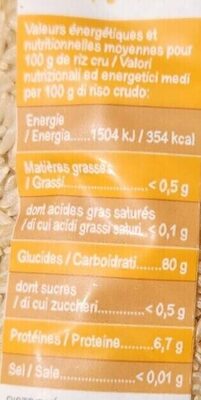 Valeurs énergétiques et
nutritionnelles moyennes pour
100 g de riz cru / Valori
nutrizionali ed energetici medi
per 100 g di riso crudo:
Energie
/ Energia......1504 kJ / 354 kcal
Matières grasses
/ Grassi...................< 0,5 g
dont acides gras saturés
/ di cui acidi grassi saturi..< 0,1 g
Glucides / Carboidrati......80 g
dont sucres
/ di cui zuccheri............< 0,5 g
Protéines / Proteine........6,7 g
Sel / Sale..................< 0,01 g